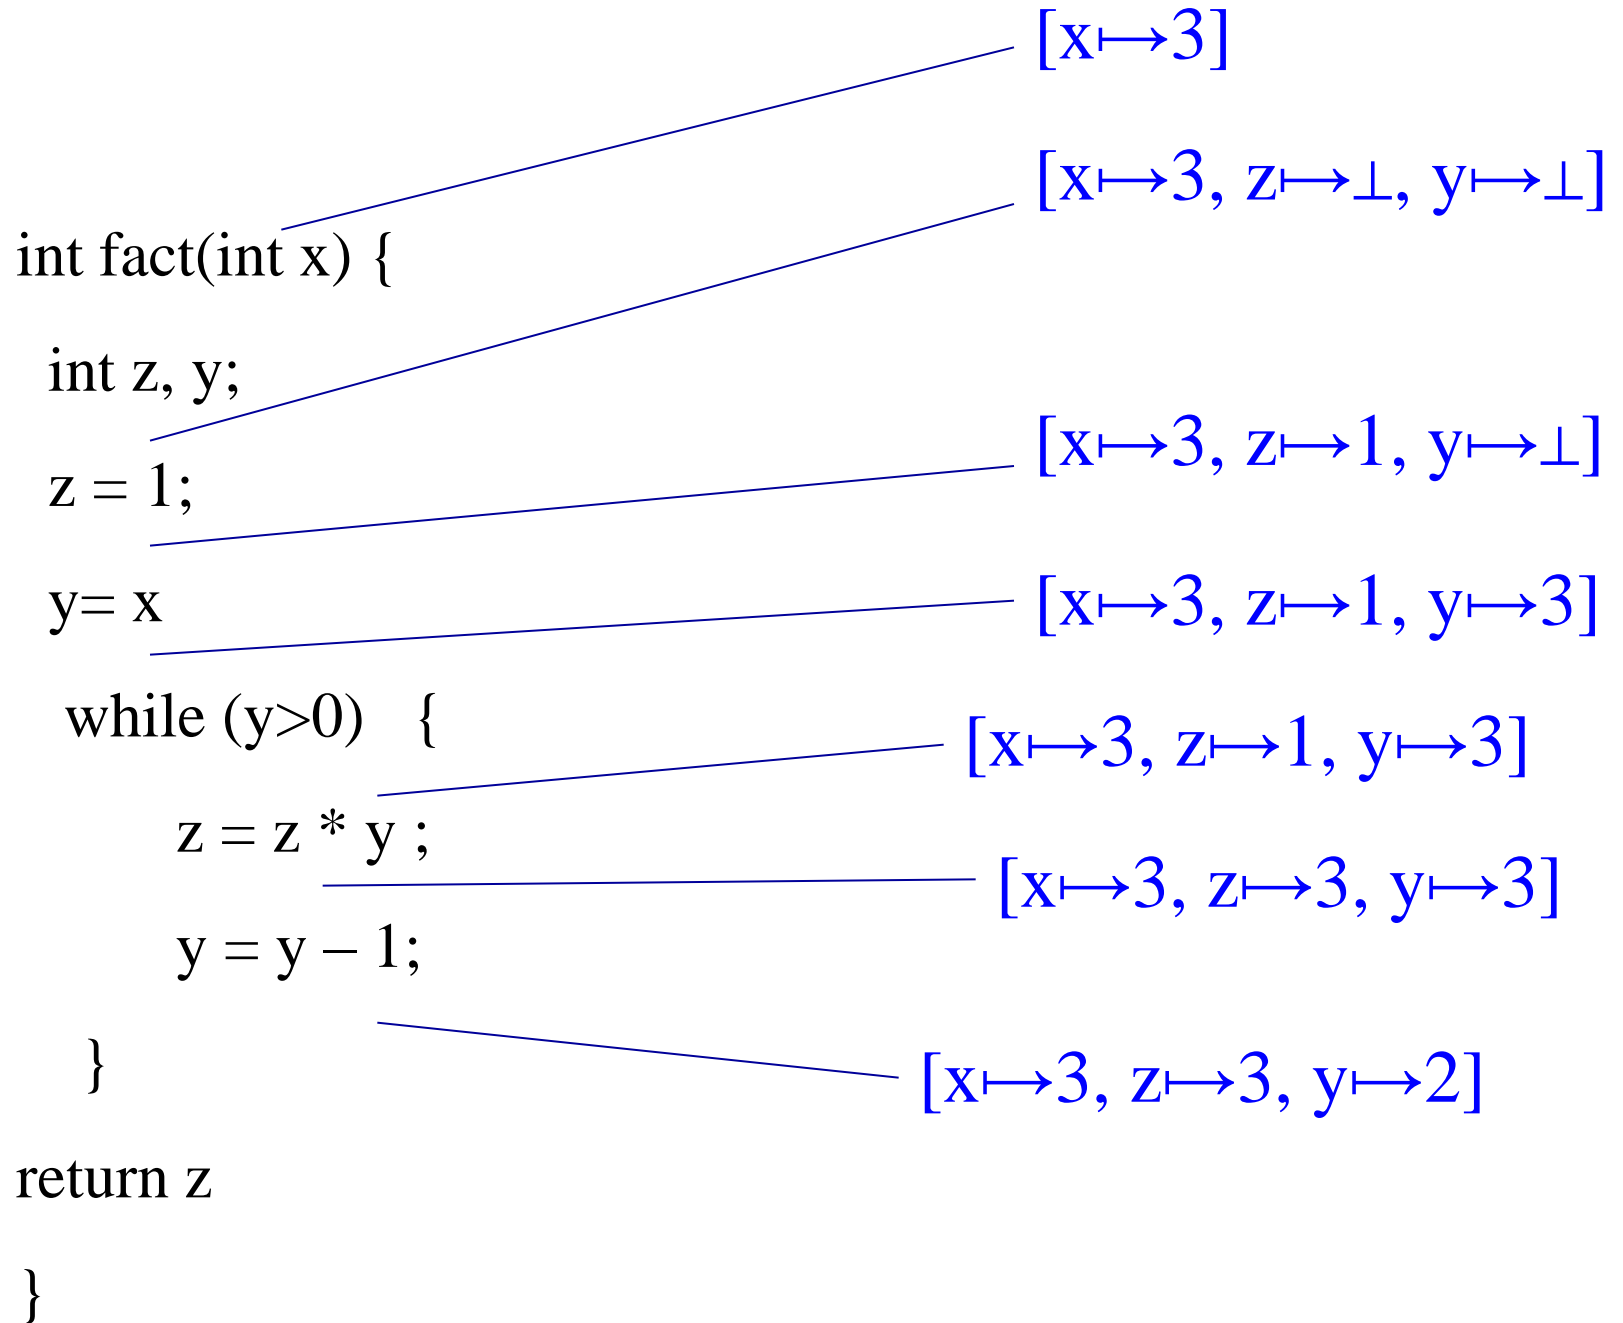 [x↦3]
[x↦3, z↦⊥, y↦⊥]
int fact(int x) {
int z, y;
[x↦3, z↦1, y↦⊥]
z = 1;
y= x
[x↦3, z↦1, y↦3]
while (y>0) {
[x↦3, z↦1, y↦3]
z = z * y ;
[x↦3, z↦3, y↦3]
y = y – 1;
}
[x↦3, z↦3, y↦2]
return z
}